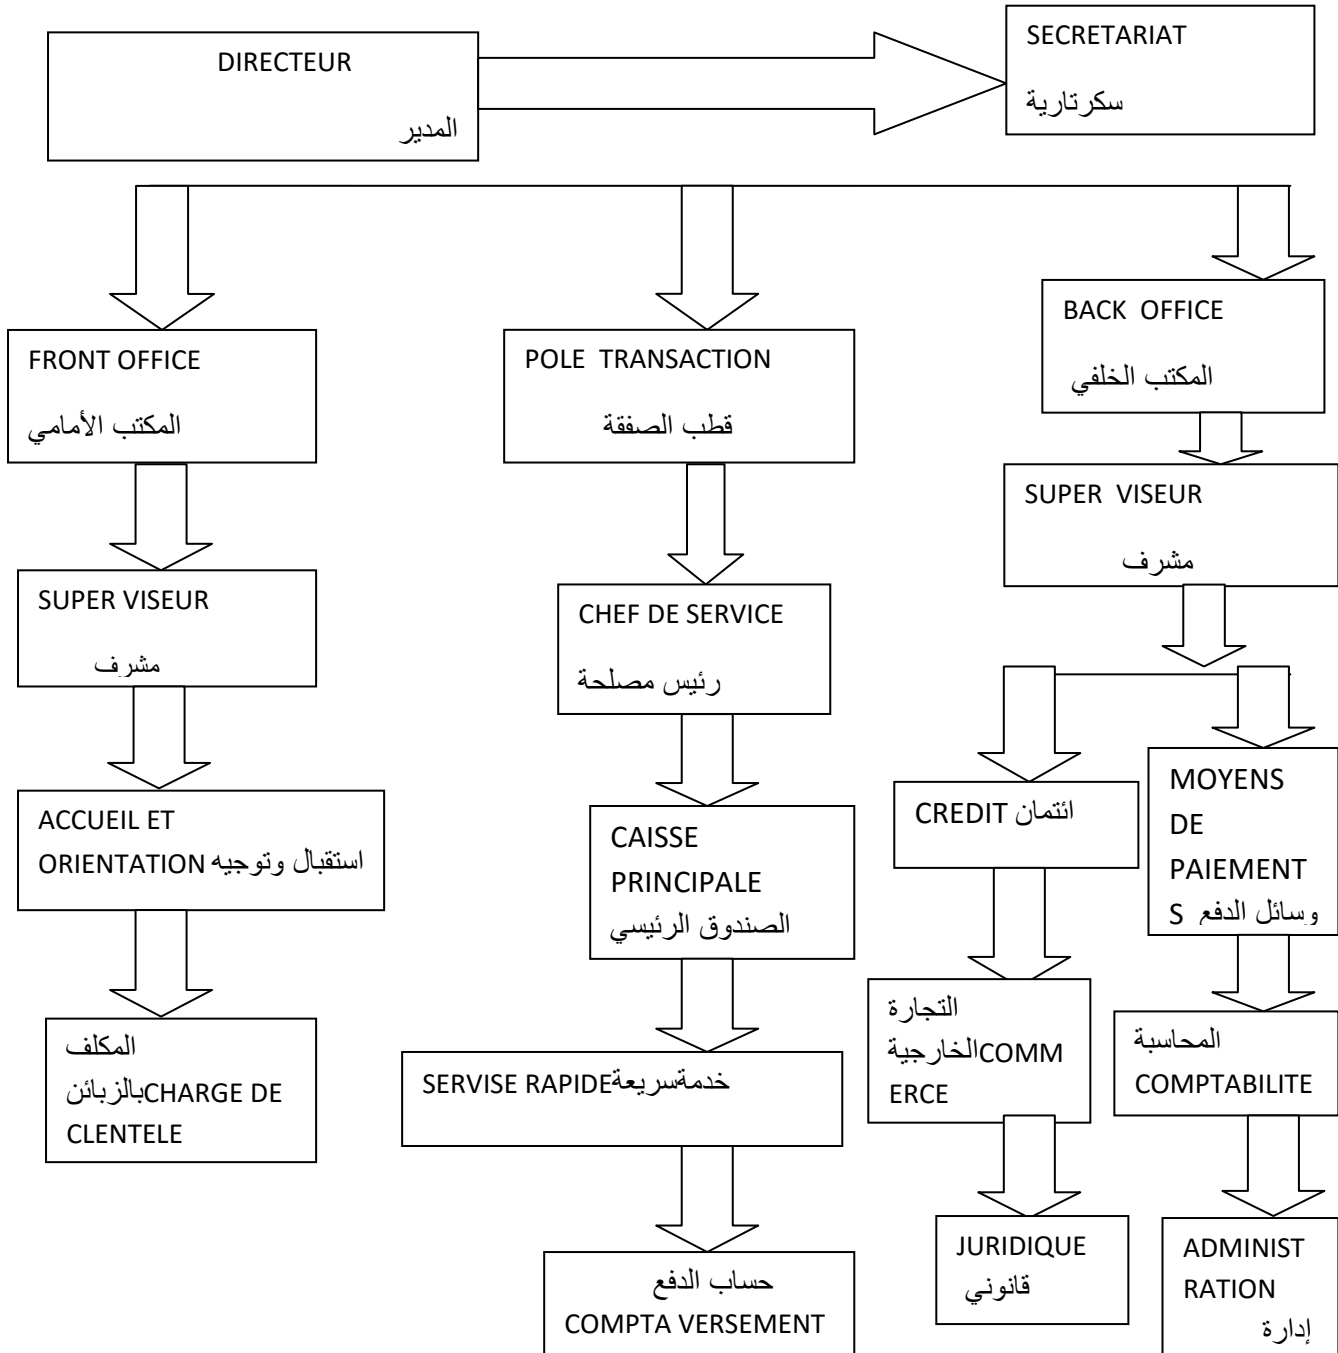 DIRECTEUR
المدير
SECRETARIAT
سكرتارية
FRONT OFFICE
المكتب الأمامي
POLE TRANSACTION
قطب الصفقة
BACK OFFICE
المكتب الخلفي
SUPER VISEUR
مشرف
SUPER VISEUR
مشرف
CHEF DE SERVICE
رئيس مصلحة
ACCUEIL ET
ORIENTATION استقبال وتوجيه
CAISSE
PRINCIPALE
الصندوق الرئيسي
CREDIT ائتمان
MOYENS
DE
PAIEMENT
S وسائل الدفع
المكلف
بالزبائنCHARGE DE
CLENTELE
SERVISE RAPIDEخدمةسريعة
التجارة
الخارجيةCOMM
ERCE
المحاسبة
COMPTABILITE
حساب الدفع
COMPTA VERSEMENT
JURIDIQUE
قانوني
ADMINIST
RATION
إدارة